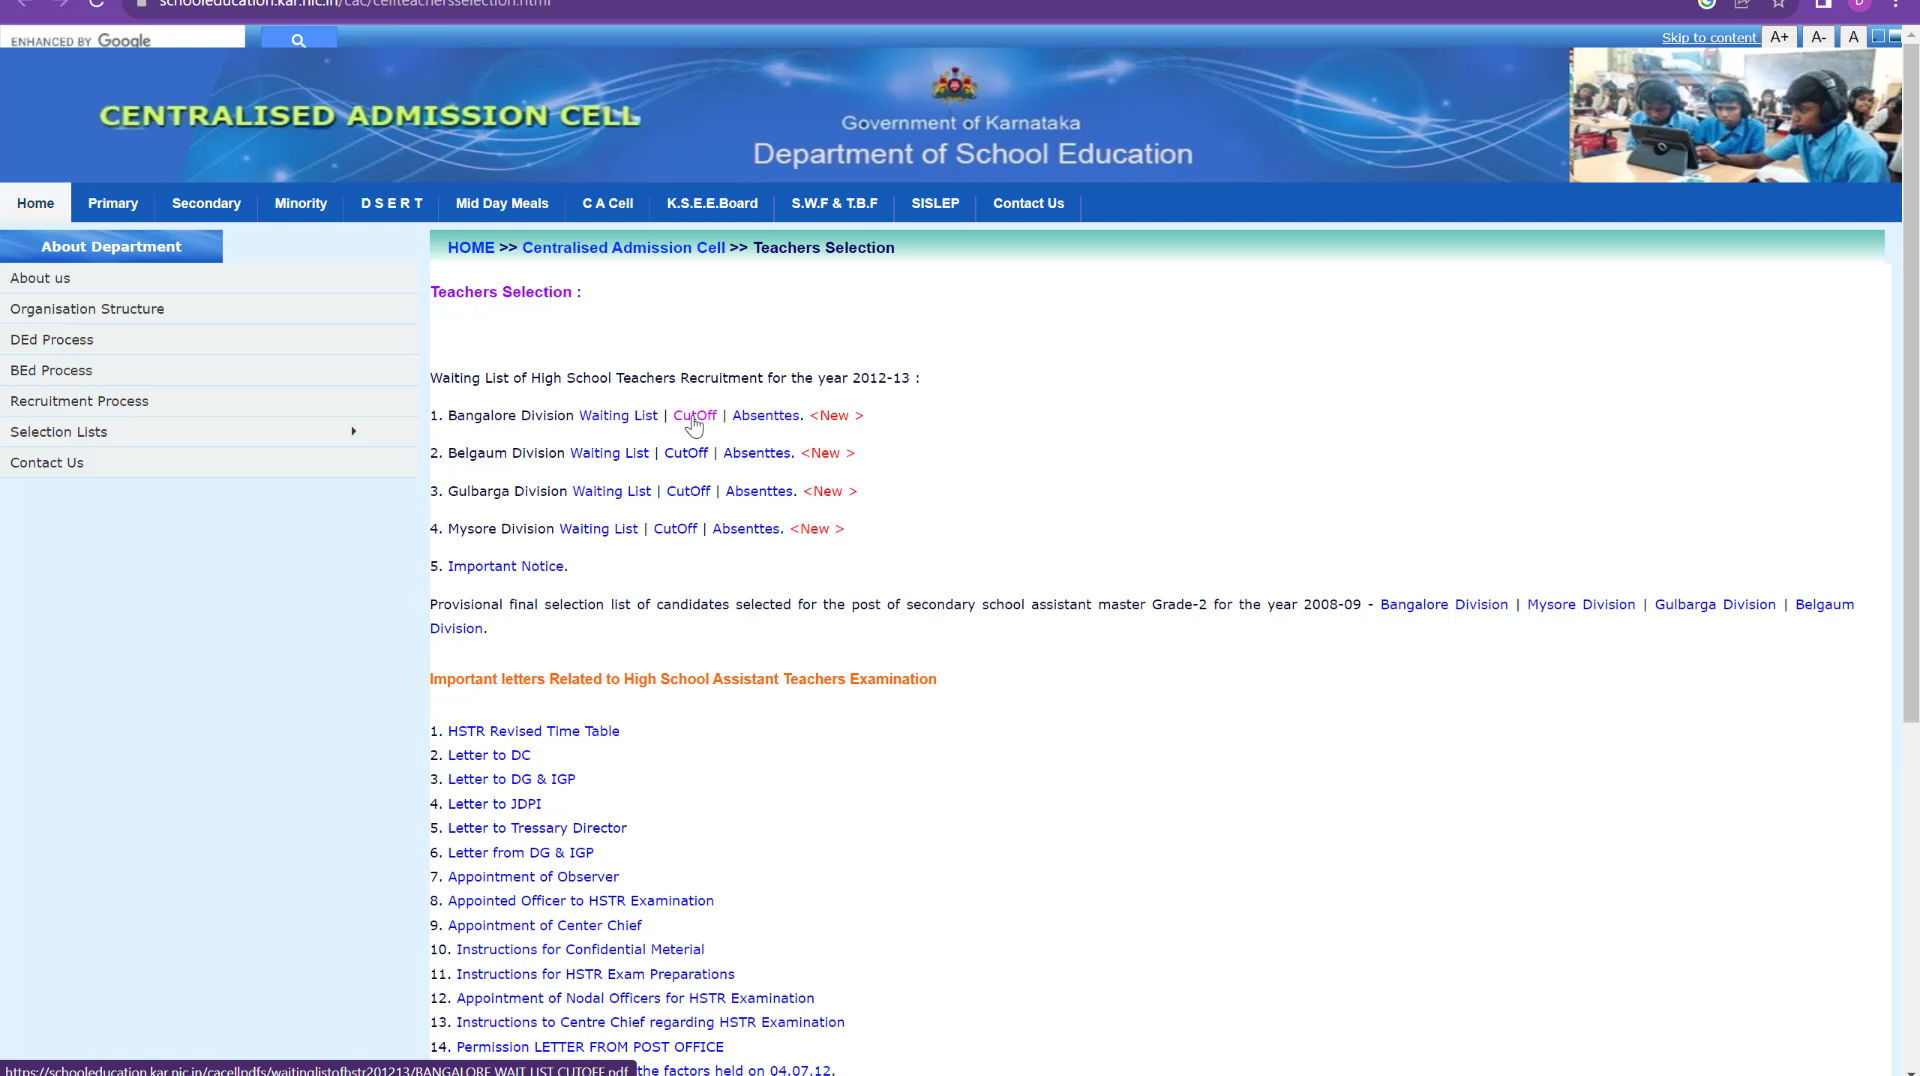 schooleducation.kar.nic.in/cac/cellteachersselection.html
ENHANCED BY Google
Skip to content A+ A- A
CENTRALISED ADMISSION CELL
Government of Karnataka
Department of School Education
Home Primary Secondary Minority D S E R T Mid Day Meals C A Cell K.S.E.E.Board S.W.F & T.B.F SISLEP Contact Us
About Department
About us
Organisation Structure
DEd Process
BEd Process
Recruitment Process
Selection Lists
Contact Us
HOME >> Centralised Admission Cell >> Teachers Selection
Teachers Selection :
Waiting List of High School Teachers Recruitment for the year 2012-13 :
1. Bangalore Division Waiting List | CutOff | Absenttes. <New >
2. Belgaum Division Waiting List | CutOff | Absenttes. <New >
3. Gulbarga Division Waiting List | CutOff | Absenttes. <New >
4. Mysore Division Waiting List | CutOff | Absenttes. <New >
5. Important Notice.
Provisional final selection list of candidates selected for the post of secondary school assistant master Grade-2 for the year 2008-09 - Bangalore Division | Mysore Division | Gulbarga Division | Belgaum
Division.
Important letters Related to High School Assistant Teachers Examination
1. HSTR Revised Time Table
2. Letter to DC
3. Letter to DG & IGP
4. Letter to JDPI
5. Letter to Tressary Director
6. Letter from DG & IGP
7. Appointment of Observer
8. Appointed Officer to HSTR Examination
9. Appointment of Center Chief
10. Instructions for Confidential Meterial
11. Instructions for HSTR Exam Preparations
12. Appointment of Nodal Officers for HSTR Examination
13. Instructions to Centre Chief regarding HSTR Examination
14. Permission LETTER FROM POST OFFICE
the factors held on 04.07.12.
https://schooleducation.kar.nic.in/cacellpdfs/waitinglistofhstr201213/BANGALORE_WAIT_LIST_CUTOFF.pdf